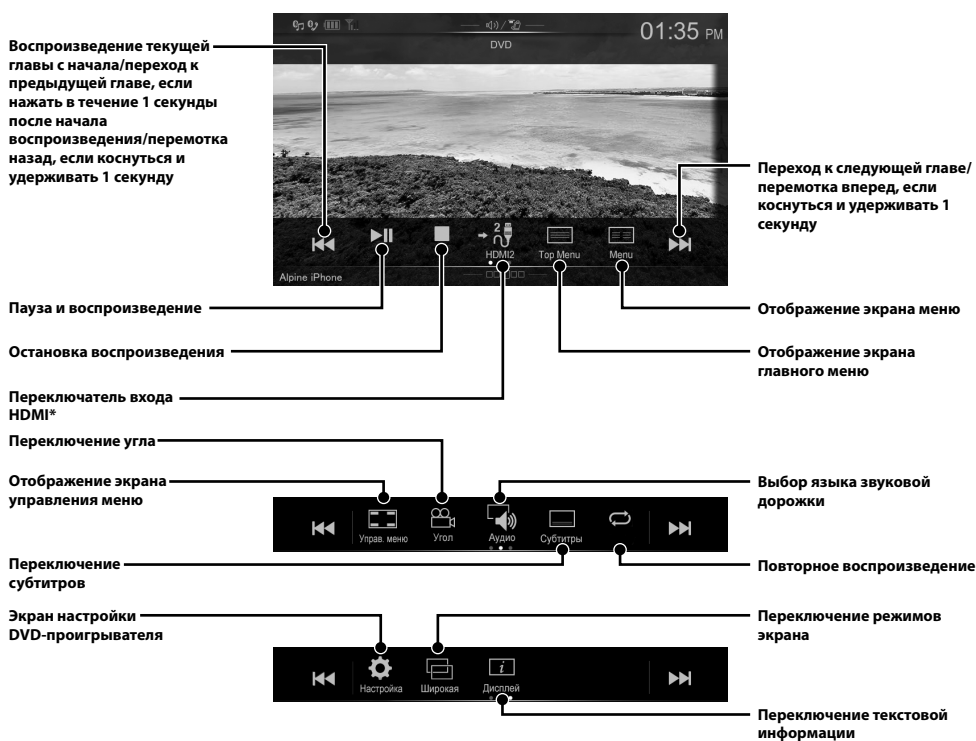 01:35 PM
DVD
Воспроизведение текущей
главы с начала/переход к
предыдущей главе, если
нажать в течение 1 секунды
после начала
воспроизведения/перемотка
назад, если коснуться и
удерживать 1 секунду
Переход к следующей главе/
перемотка вперед, если
коснуться и удерживать 1
секунду
2
HDMI2
Top Menu
Menu
Alpine iPhone
Пауза и воспроизведение
Отображение экрана меню
Остановка воспроизведения
Отображение экрана
главного меню
Переключатель входа
HDMI*
Переключение угла
Отображение экрана
управления меню
Выбор языка звуковой
дорожки
Управ. меню
Угол
Аудио
Субтитры
Переключение
субтитров
Повторное воспроизведение
Экран настройки
DVD-проигрывателя
Переключение режимов
экрана
Настройка
Широкая
i
Дисплей
Переключение текстовой
информации